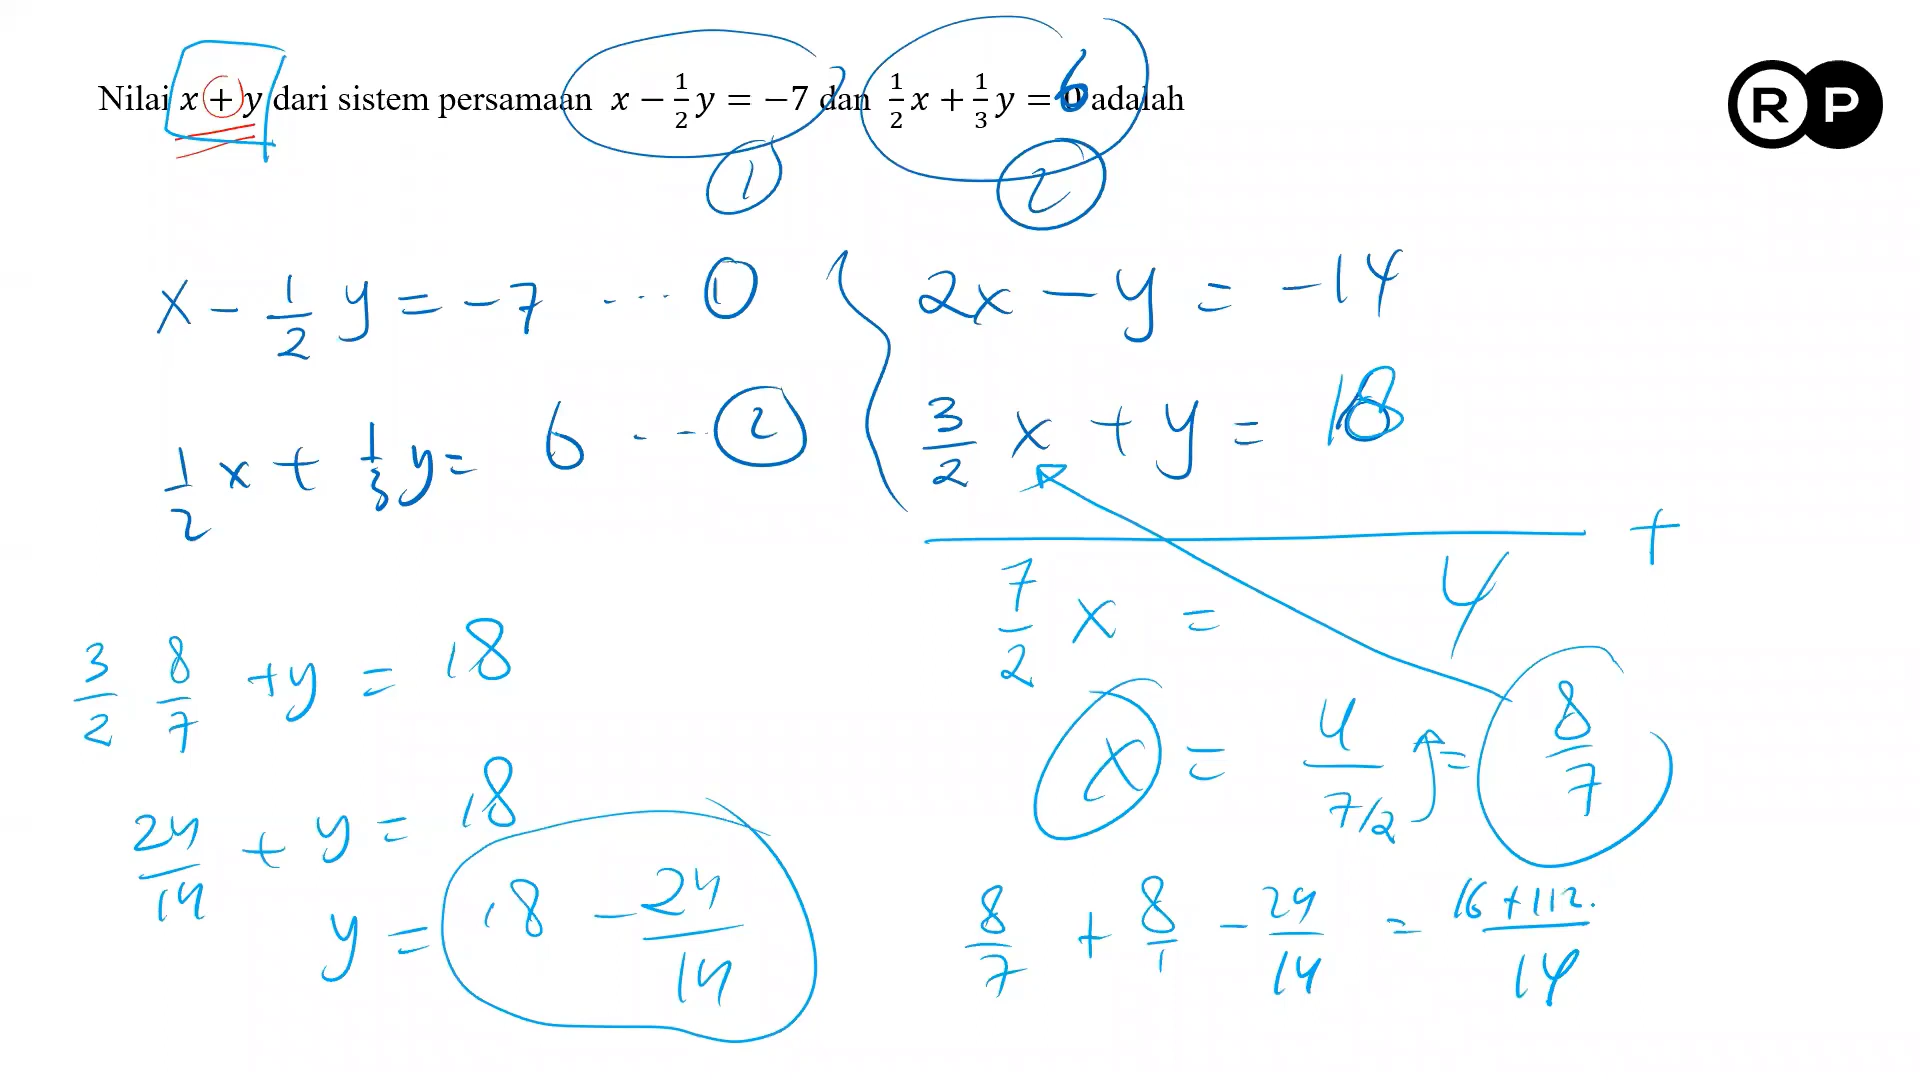 Nilai x + y dari sistem persamaan x − 1/2 y = −7 dan 1/2 x + 1/3 y = 6 adalah
RP
1
2
x − 1/2 y = −7 ... 1
1/2 x + 1/3 y = 6 ... 2
2x − y = −14
3/2 x + y = 18
+
7/2 x = 4
x = 4 / 7/2 = 8/7
3/2 8/7 + y = 18
24/14 + y = 18
y = 18 − 24/14
8/7 + 8/1 − 24/14 = 16 + 112. / 14